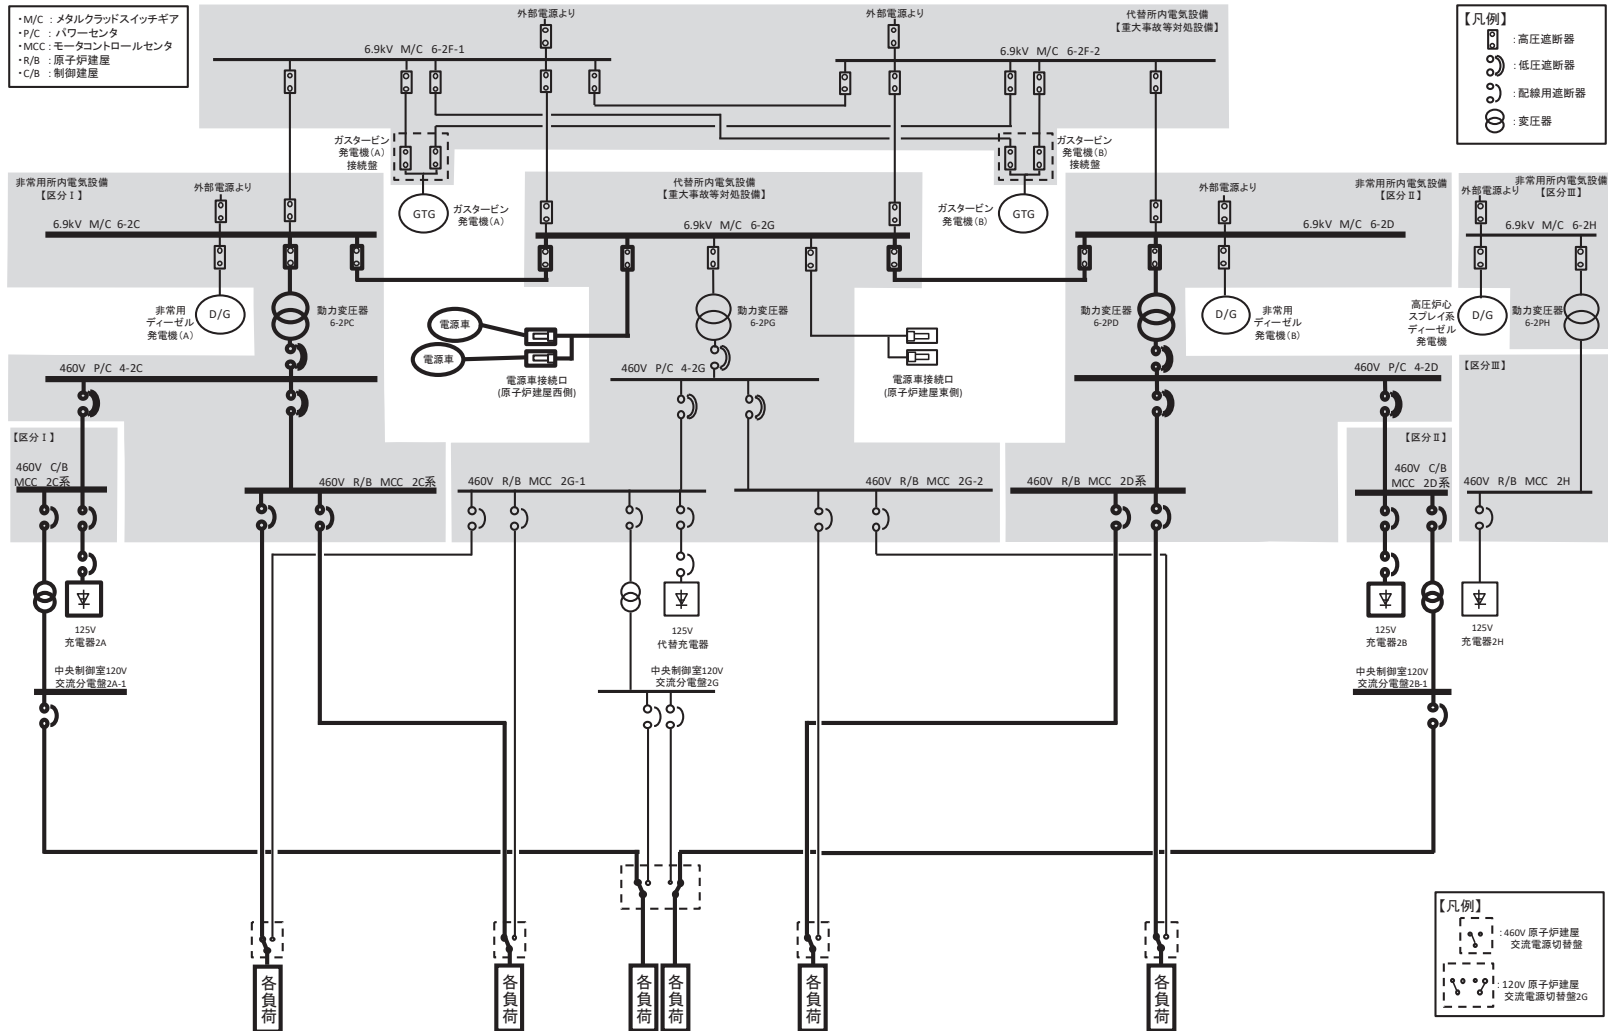 ・M/C ：メタルクラッドスイッチギア
・P/C ：パワーセンタ
・MCC：モータコントロールセンタ
・R/B ：原子炉建屋
・C/B ：制御建屋
外部電源より
外部電源より
代替所内電気設備
【重大事故等対処設備】
6.9kV M/C 6-2F-1
6.9kV M/C 6-2F-2
【凡例】
：高圧遮断器
：低圧遮断器
：配線用遮断器
：変圧器
ガスタービン
発電機(A)
接続盤
ガスタービン
発電機(B)
接続盤
非常用所内電気設備
【区分Ⅰ】
外部電源より
6.9kV M/C 6-2C
GTG
ガスタービン
発電機(A)
代替所内電気設備
【重大事故等対処設備】
6.9kV M/C 6-2G
ガスタービン
発電機(B)
GTG
外部電源より
非常用所内電気設備
【区分Ⅱ】
6.9kV M/C 6-2D
非常用所内電気設備
【区分Ⅲ】
外部電源より
6.9kV M/C 6-2H
非常用
ディーゼル
発電機(A)
D/G
動力変圧器
6-2PC
電源車
電源車
電源車接続口
(原子炉建屋西側)
動力変圧器
6-2PG
電源車接続口
(原子炉建屋東側)
動力変圧器
6-2PD
D/G
非常用
ディーゼル
発電機(B)
高圧炉心
スプレイ系
ディーゼル
発電機
D/G
動力変圧器
6-2PH
460V P/C 4-2C
460V P/C 4-2G
460V P/C 4-2D
【区分Ⅲ】
【区分Ⅰ】
【区分Ⅱ】
460V C/B
MCC 2C系
460V R/B MCC 2C系
460V R/B MCC 2G-1
460V R/B MCC 2G-2
460V R/B MCC 2D系
460V C/B
MCC 2D系
460V R/B MCC 2H
125V
充電器2A
125V
代替充電器
125V
充電器2B
125V
充電器2H
中央制御室120V
交流分電盤2A-1
中央制御室120V
交流分電盤2G
中央制御室120V
交流分電盤2B-1
各負荷
各負荷
各負荷
各負荷
各負荷
各負荷
【凡例】
：460V 原子炉建屋
交流電源切替盤
：120V 原子炉建屋
交流電源切替盤2G